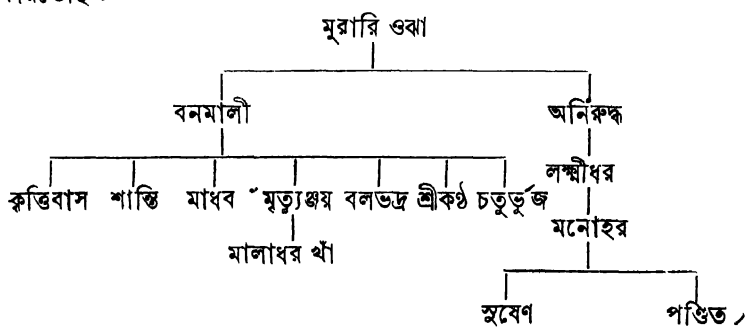 মুরারি ওঝা
বনমালী অনিরুদ্ধ
লক্ষ্মীধর
কৃত্তিবাস শান্তি মাধব মৃত্যুঞ্জয় বলভদ্র শ্রীকণ্ঠ চতুর্ভুজ
মনোহর
মালাধর খাঁ
সুষেণ পণ্ডিত